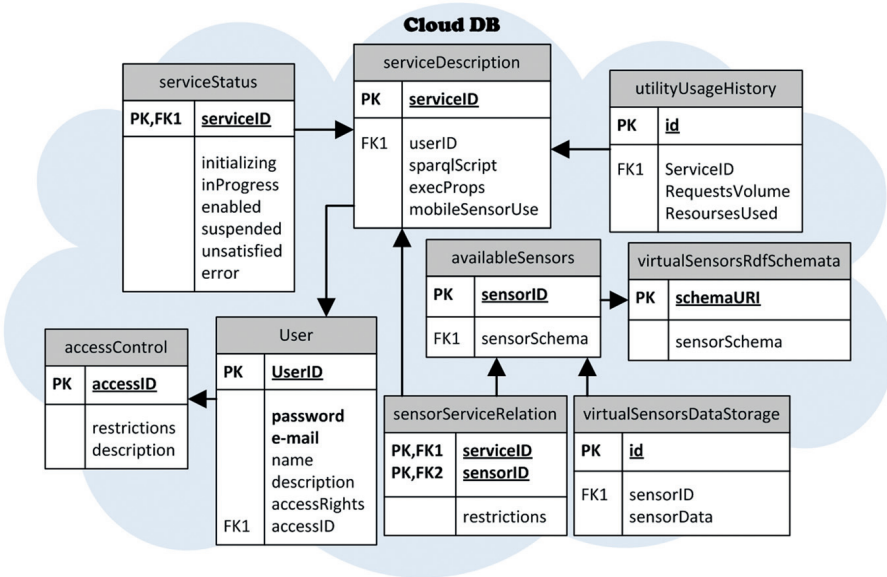 Cloud DB
serviceStatus
PK,FK1 serviceID
initializing
inProgress
enabled
suspended
unsatisfied
error
serviceDescription
PK serviceID
FK1 userID
sparqlScript
execProps
mobileSensorUse
utilityUsageHistory
PK id
FK1 ServiceID
RequestsVolume
ResoursesUsed
availableSensors
PK sensorID
FK1 sensorSchema
virtualSensorsRdfSchemata
PK schemaURI
sensorSchema
accessControl
PK accessID
restrictions
description
User
PK UserID
password
e-mail
name
description
accessRights
FK1 accessID
sensorServiceRelation
PK,FK1 serviceID
PK,FK2 sensorID
restrictions
virtualSensorsDataStorage
PK id
FK1 sensorID
sensorData